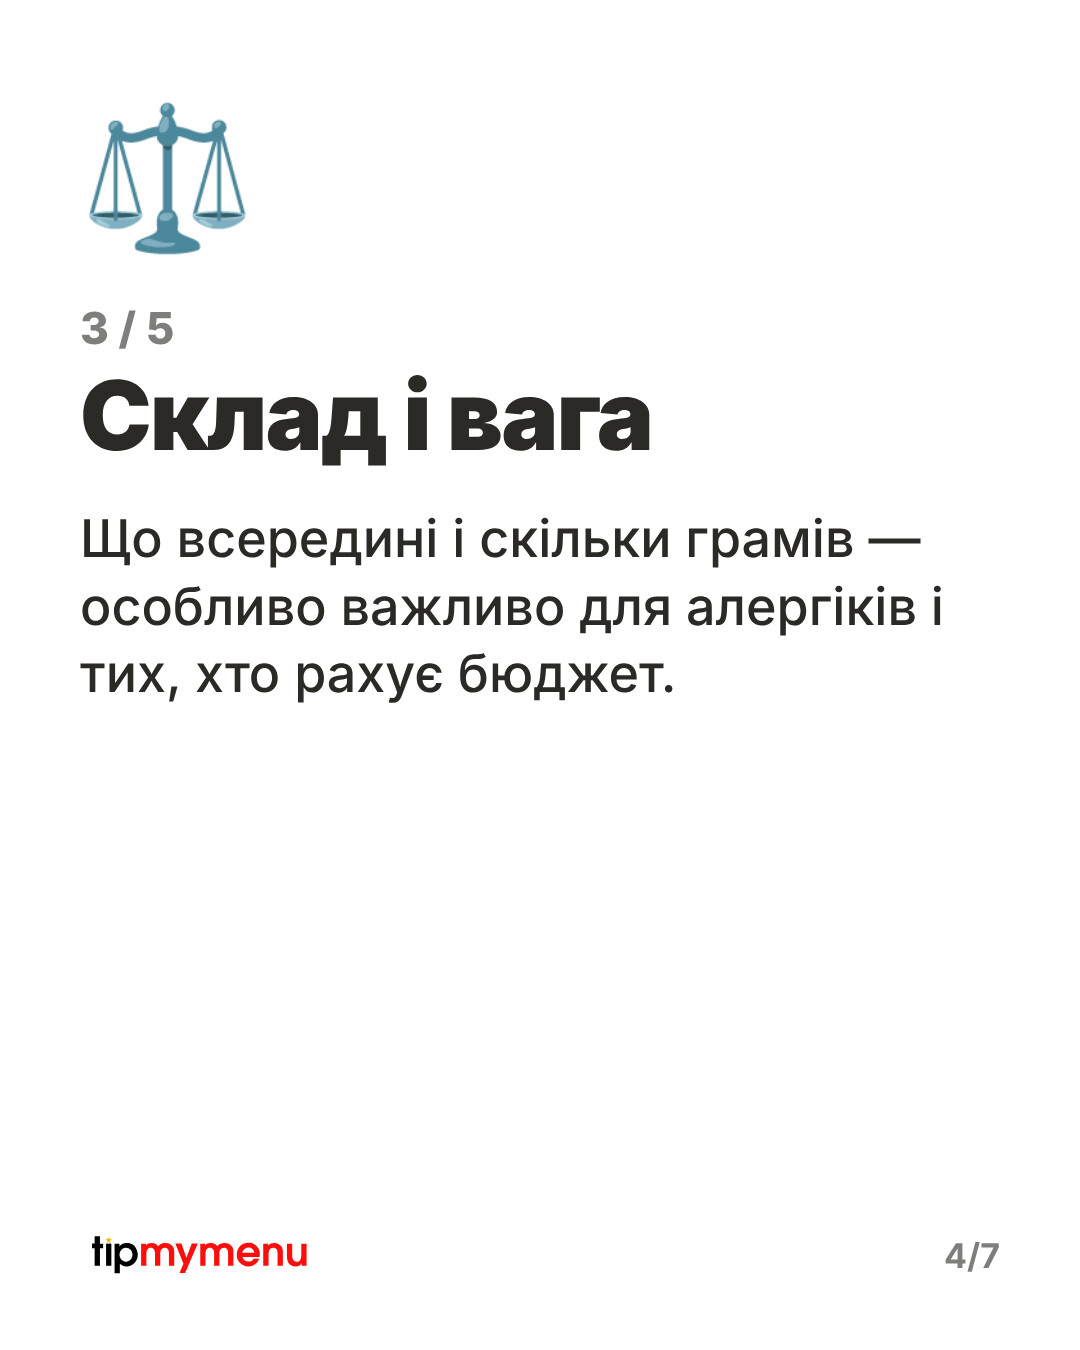 3 / 5
Склад і вага
Що всередині і скільки грамів —
особливо важливо для алергіків і
тих, хто рахує бюджет.
tipmymenu
4/7